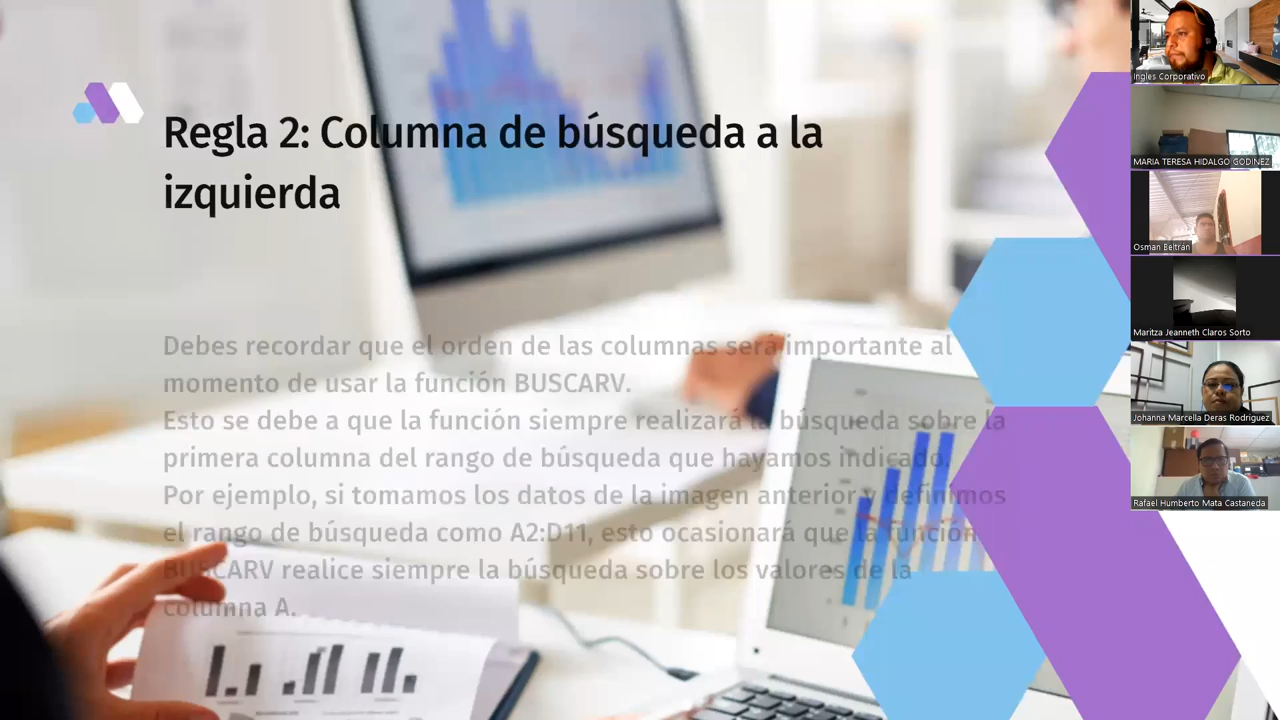 Regla 2: Columna de búsqueda a la
izquierda
Debes recordar que el orden de las columnas será importante al
momento de usar la función BUSCARV.
Esto se debe a que la función siempre realizará la búsqueda sobre la
primera columna del rango de búsqueda que hayamos indicado.
Por ejemplo, si tomamos los datos de la imagen anterior y definimos
el rango de búsqueda como A2:D11, esto ocasionará que la función
BUSCARV realice siempre la búsqueda sobre los valores de la
columna A.
Ingles Corporativo
MARIA TERESA HIDALGO GODINEZ
Osman Beltrán
Maritza Jeanneth Claros Sorto
Johanna Marcella Deras Rodriguez
Rafael Humberto Mata Castaneda